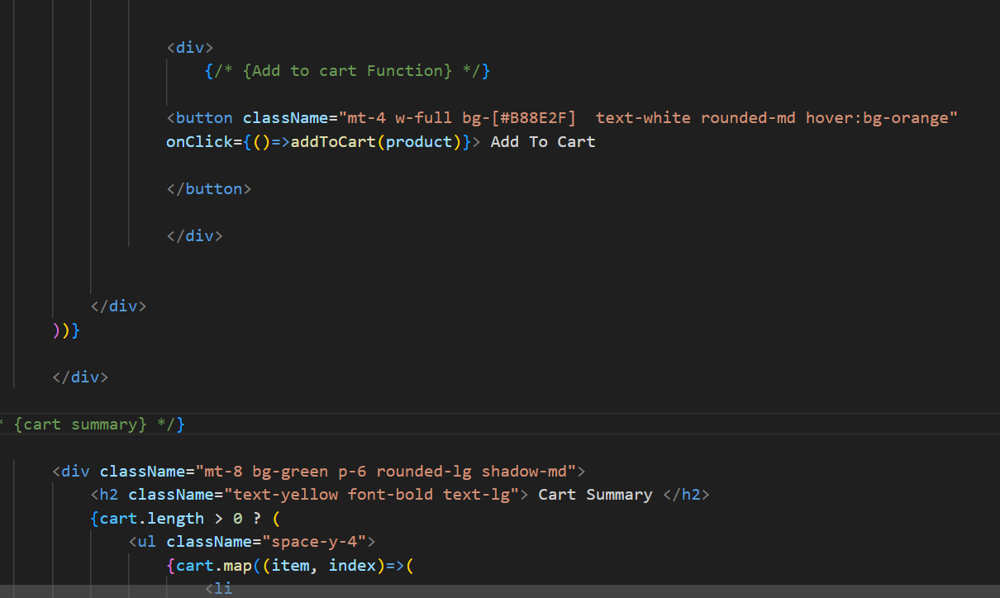 <div>
{/* {Add to cart Function} */}
<button className="mt-4 w-full bg-[#B88E2F]  text-white rounded-md hover:bg-orange"
onClick={()=>addToCart(product)}> Add To Cart
</button>
</div>
</div>
))}
</div>
* {cart summary} */}
<div className="mt-8 bg-green p-6 rounded-lg shadow-md">
<h2 className="text-yellow font-bold text-lg"> Cart Summary </h2>
{cart.length > 0 ? (
<ul className="space-y-4">
{cart.map((item, index)=>(
<li